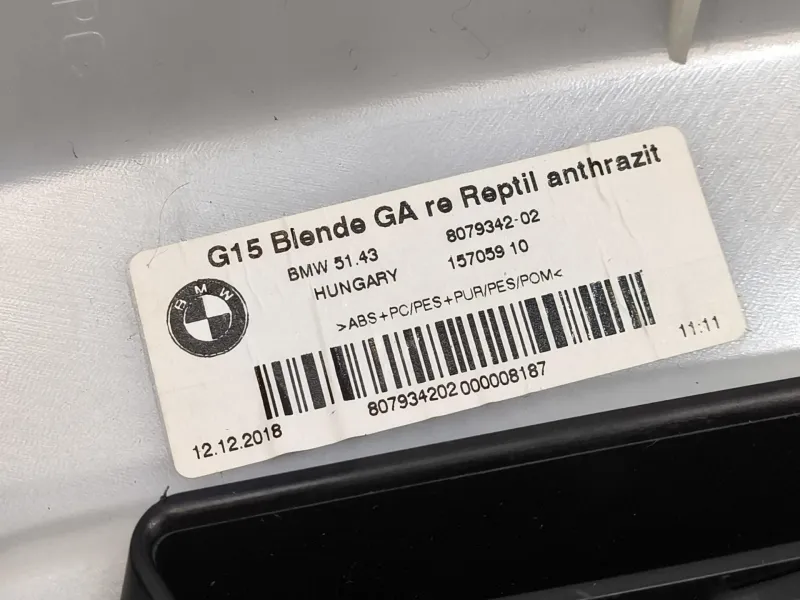 PC
G15 Blende GA re Reptil anthrazit
BMW 51.43 8079342-02
HUNGARY 157059 10
>ABS+PC/PES+PUR/PES/POM<
BMW
807934202 000008187
12.12.2018
11:11